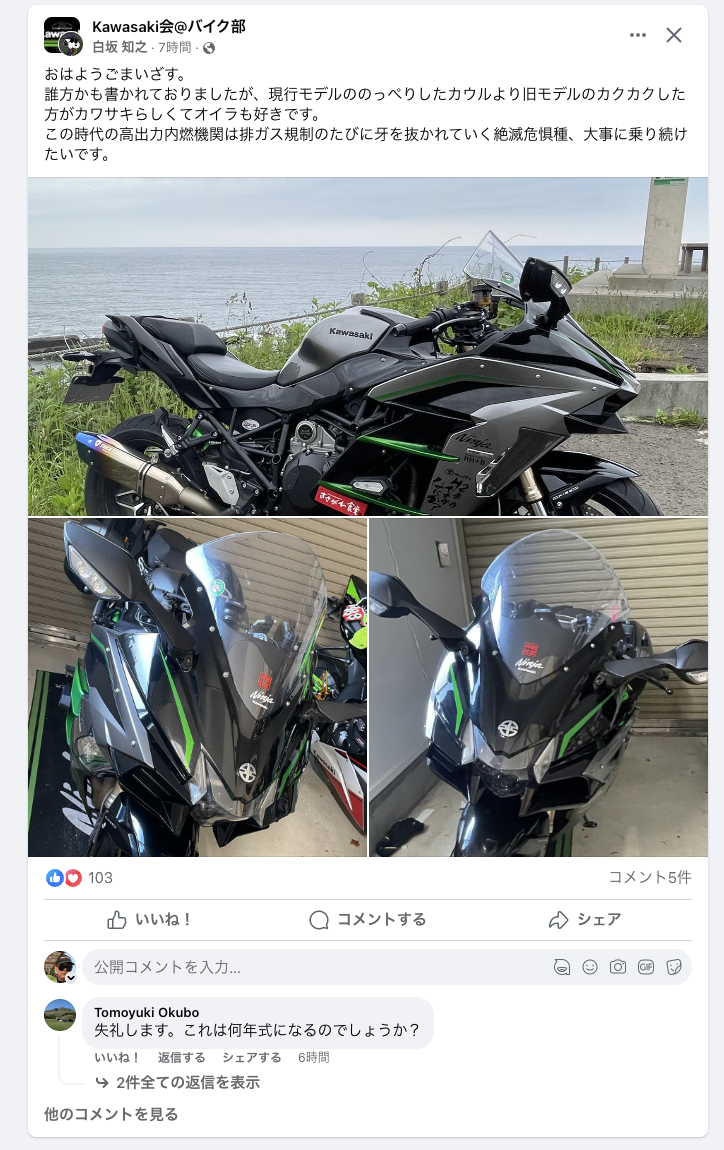 Kawasaki会@バイク部
白坂 知之 · 7時間 ·
おはようごまいざす。
誰方かも書かれておりましたが、現行モデルののっぺりしたカウルより旧モデルのカクカクした
方がカワサキらしくてオイラも好きです。
この時代の高出力内燃機関は排ガス規制のたびに牙を抜かれていく絶滅危惧種、大事に乗り続け
たいです。
Kawasaki
Ninja
Ninja
Ninja
103
コメント5件
いいね！
コメントする
シェア
公開コメントを入力...
GIF
Tomoyuki Okubo
失礼します。これは何年式になるのでしょうか？
いいね！ 返信する シェアする 6時間
2件全ての返信を表示
他のコメントを見る